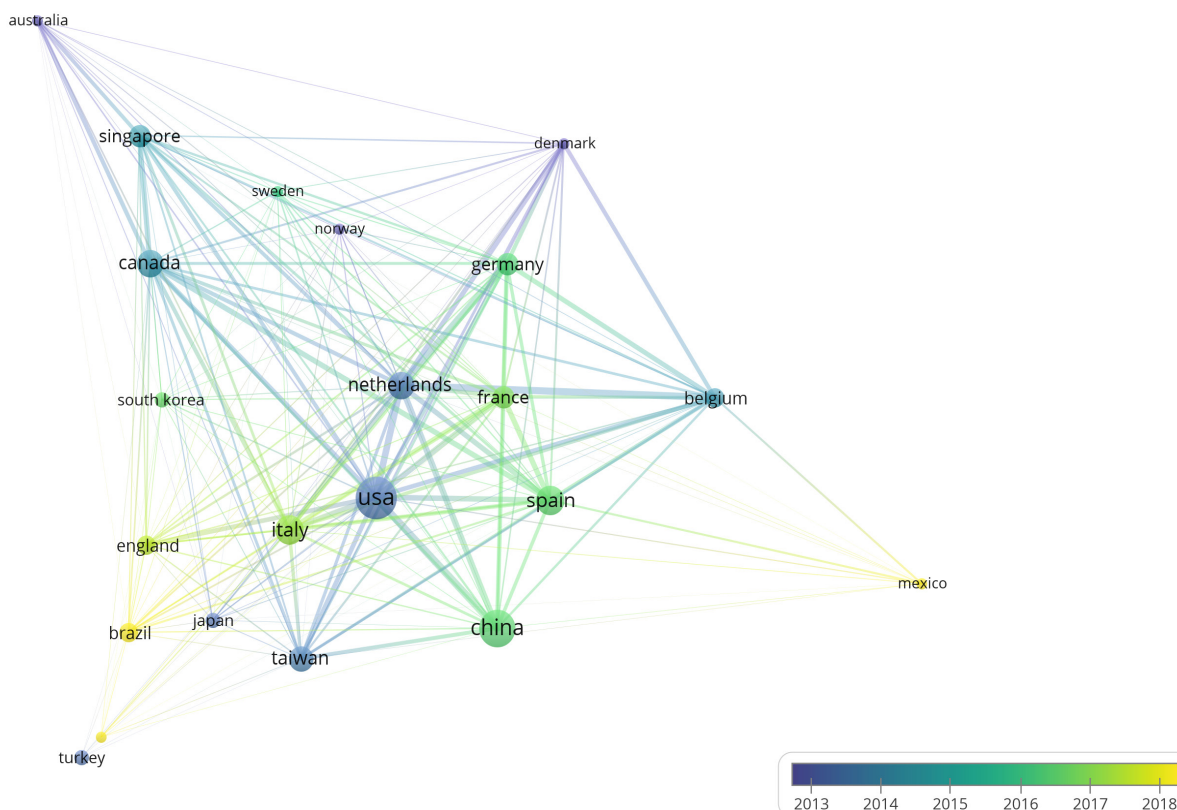 australia
singapore
denmark
sweden
norway
canada
germany
netherlands
south korea
france
belgium
usa
spain
italy
england
mexico
china
japan
brazil
taiwan
turkey
2013 2014 2015 2016 2017 2018